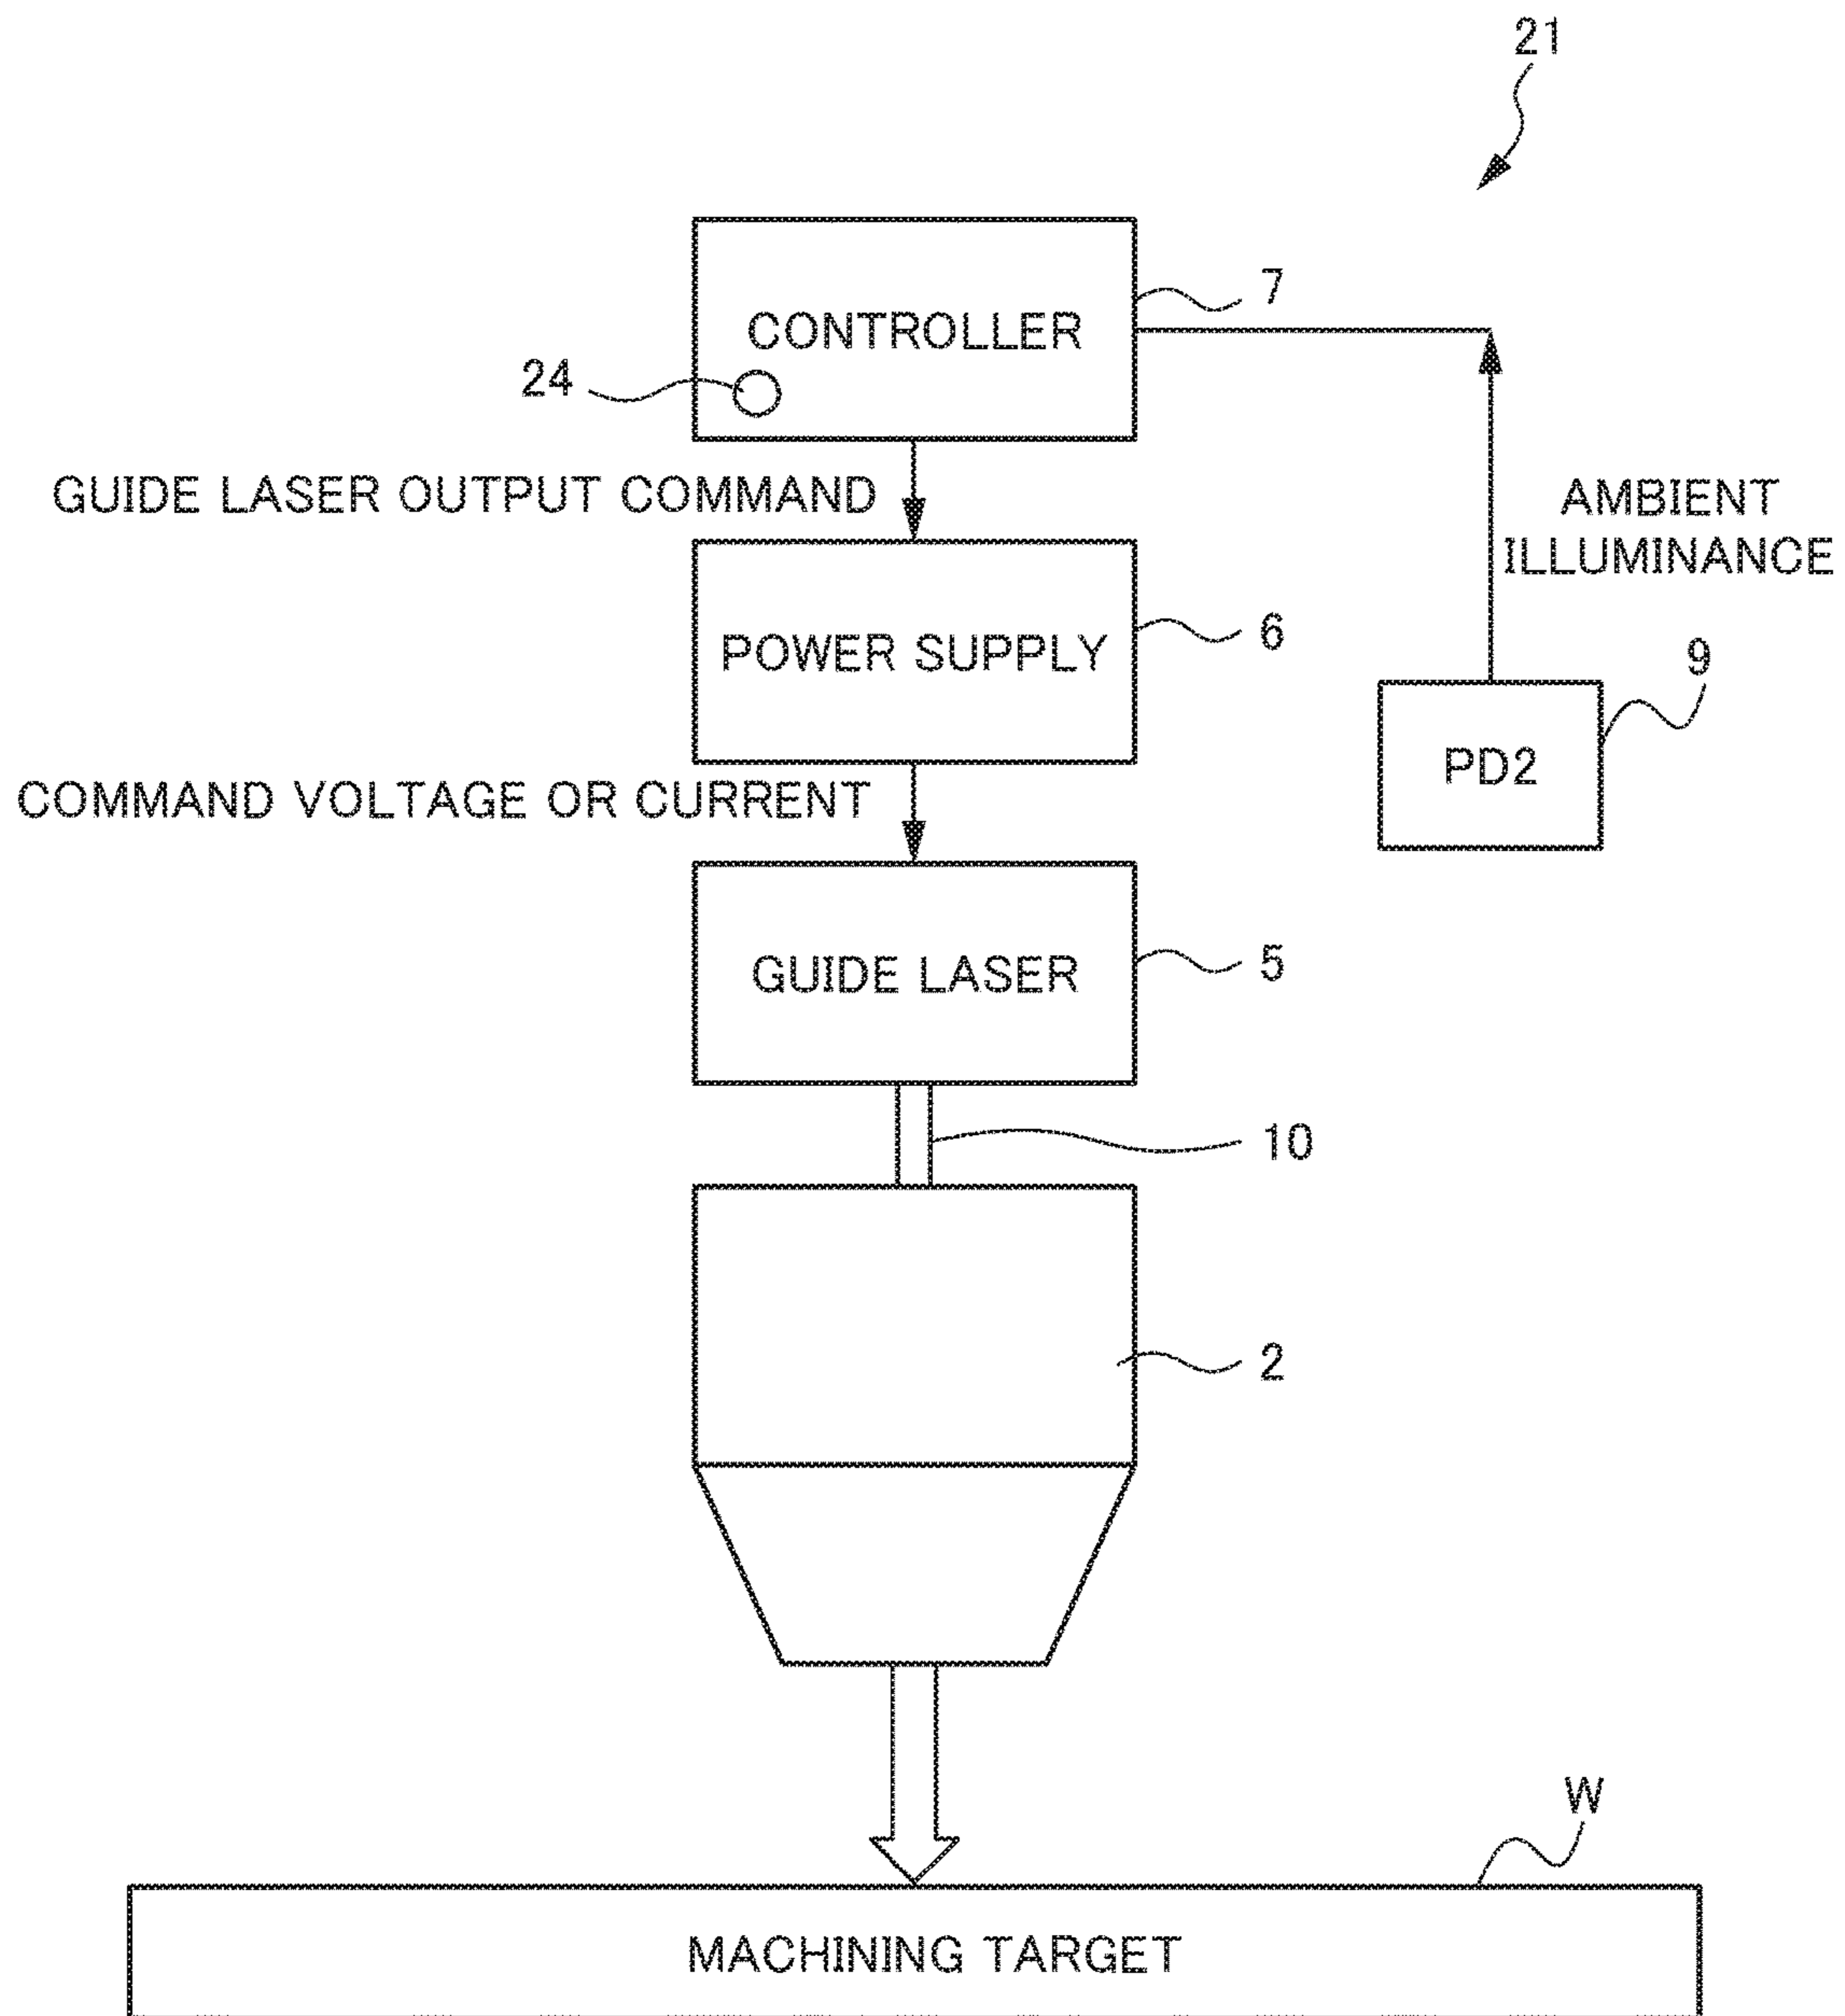 21
CONTROLLER
7
24
GUIDE LASER OUTPUT COMMAND
AMBIENT
ILLUMINANCE
POWER SUPPLY
6
9
PD2
COMMAND VOLTAGE OR CURRENT
GUIDE LASER
5
10
2
W
MACHINING TARGET